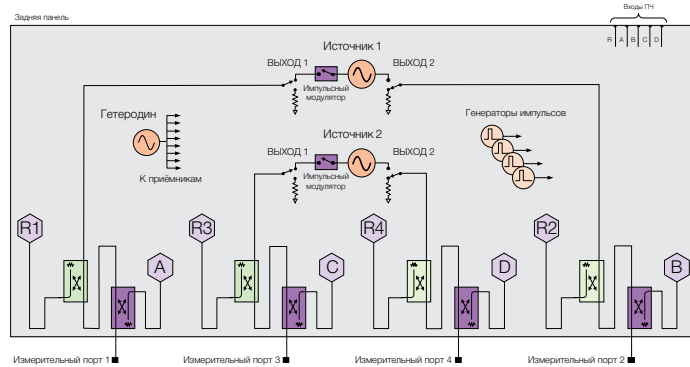 Входы ПЧ
Задняя панель
R A B C D
Источник 1
ВЫХОД 1
ВЫХОД 2
Импульсный
модулятор
Гетеродин
К приёмникам
Генераторы импульсов
Источник 2
ВЫХОД 1
ВЫХОД 2
Импульсный
модулятор
R1
A
R3
C
R4
D
R2
B
Измерительный порт 1
Измерительный порт 3
Измерительный порт 4
Измерительный порт 2